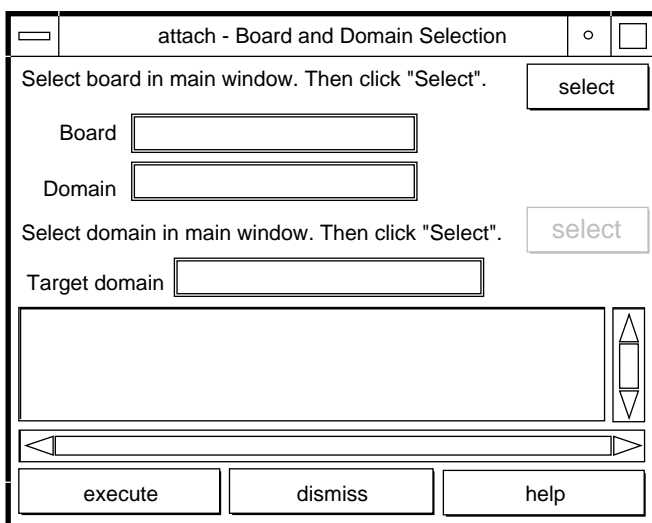 attach - Board and Domain Selection
Select board in main window. Then click "Select".
select
Board
Domain
Select domain in main window. Then click "Select".
select
Target domain
execute
dismiss
help